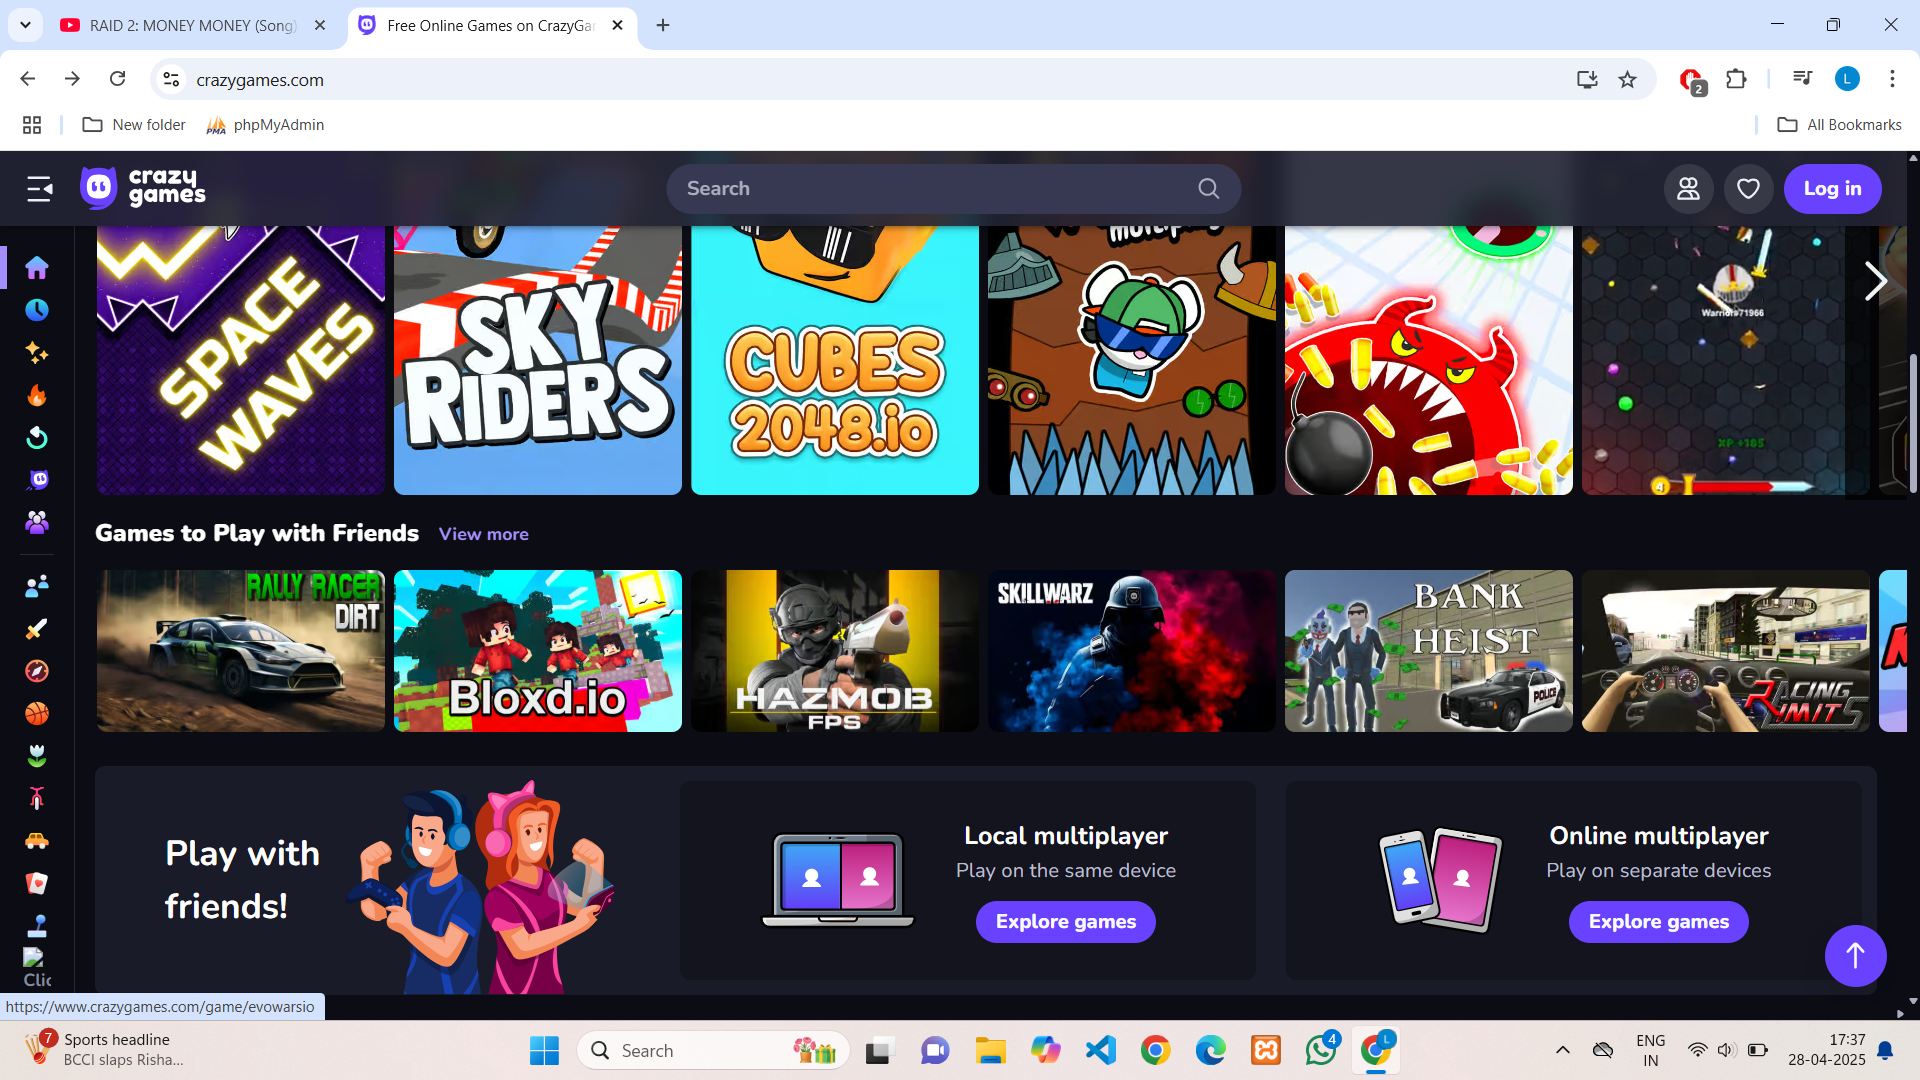 RAID 2: MONEY MONEY (Song)
Free Online Games on CrazyGa
crazygames.com
2
L
New folder
phpMyAdmin
All Bookmarks
crazy
games
Search
Log in
SPACE
WAVES
SKY
RIDERS
CUBES
2048.io
Warrior71966
XP +185
4
Games to Play with Friends
View more
RALLY RACER
DIRT
Bloxd.io
HAZMOB
FPS
SKILLWARZ
BANK
HEIST
POLICE
RACING
LIMITS
Play with
friends!
Local multiplayer
Play on the same device
Explore games
Online multiplayer
Play on separate devices
Explore games
Clic
https://www.crazygames.com/game/evowarsio
7
Sports headline
BCCI slaps Risha...
Search
4
L
ENG
IN
17:37
28-04-2025